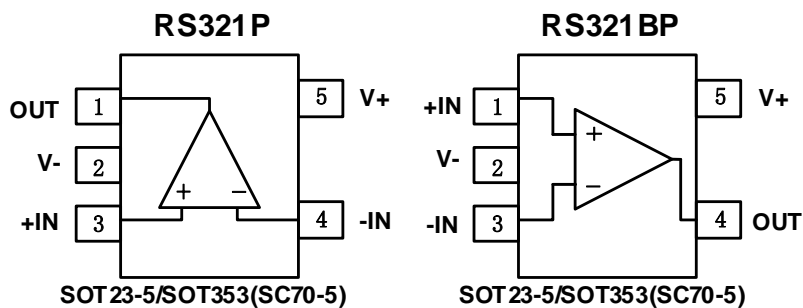 RS321P
OUT 1
5 V+
V- 2
+ −
+IN 3
4 -IN
SOT23-5/SOT353(SC70-5)
RS321BP
+IN 1
5 V+
+
V- 2
−
-IN 3
4 OUT
SOT23-5/SOT353(SC70-5)